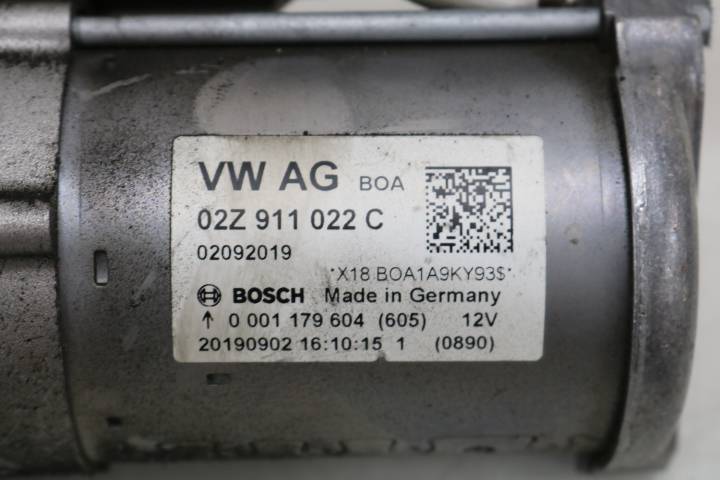 VW AG BOA
02Z 911 022 C
02092019
*X18 BOA1A9KY93$*
BOSCH Made in Germany
↑ 0 001 179 604 (605) 12V
20190902 16:10:15 1 (0890)